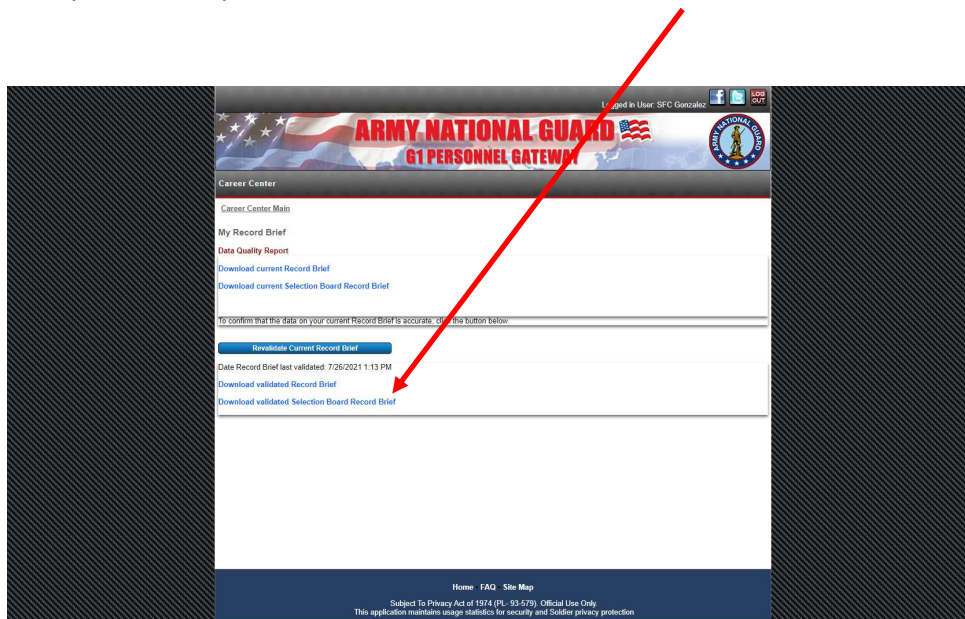 Logged in User: SFC Gonzalez
LOG OUT
ARMY NATIONAL GUARD
G1 PERSONNEL GATEWAY
ARMY NATIONAL GUARD
Career Center
Career Center Main
My Record Brief
Data Quality Report
Download current Record Brief
Download current Selection Board Record Brief
To confirm that the data on your current Record Brief is accurate, click the button below.
Revalidate Current Record Brief
Date Record Brief last validated: 7/26/2021 1:13 PM
Download validated Record Brief
Download validated Selection Board Record Brief
Home FAQ Site Map
Subject To Privacy Act of 1974 (PL- 93-579). Official Use Only.
This application maintains usage statistics for security and Soldier privacy protection